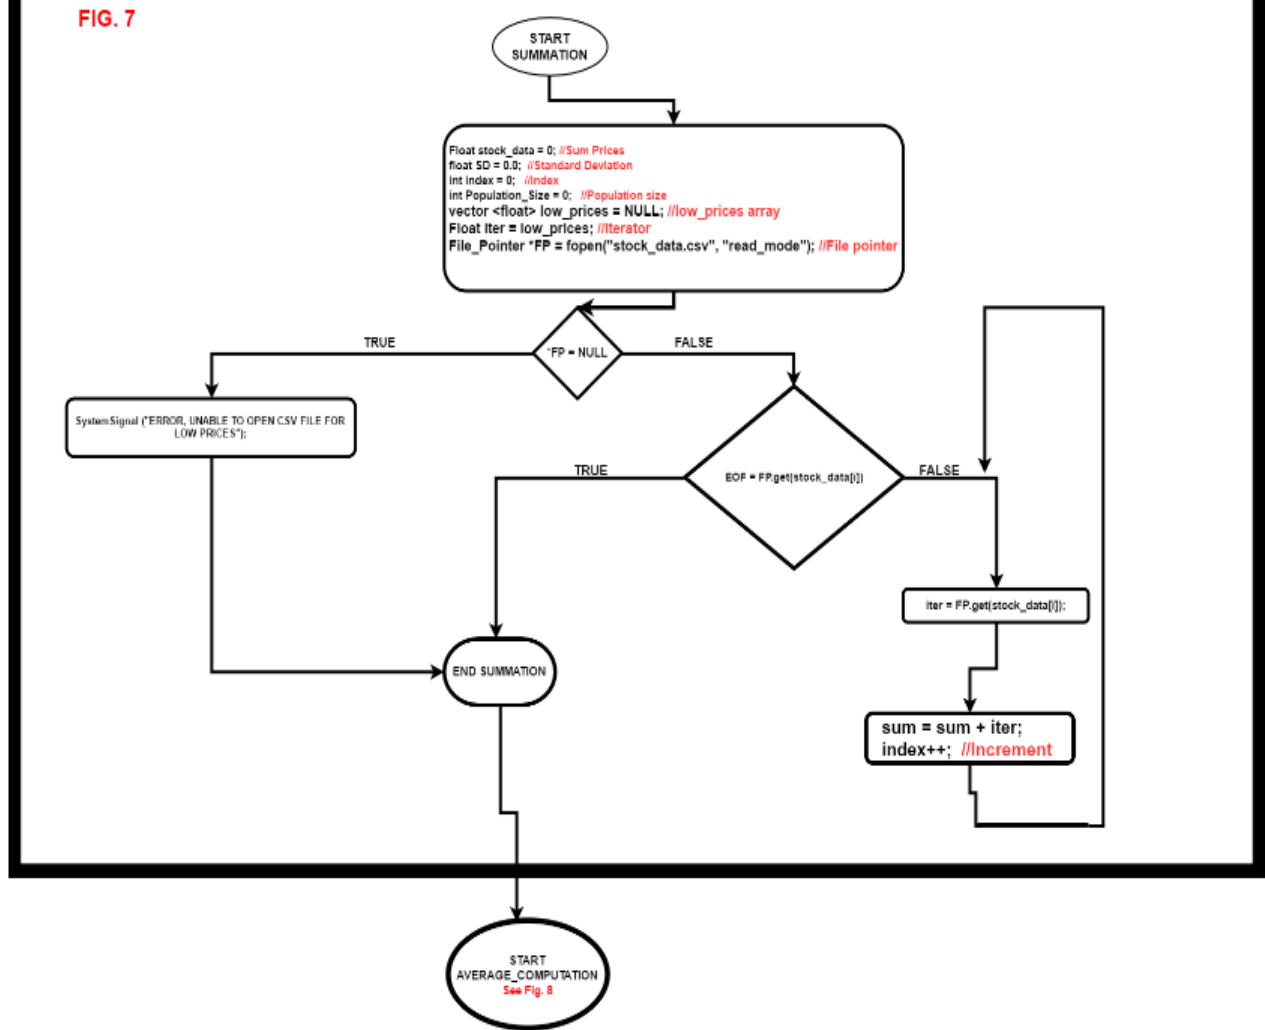 FIG. 7
START
SUMMATION
Float stock_data = 0; //Sum Prices
float SD = 0.0; //Standard Deviation
int index = 0; //Index
int Population_Size = 0; //Population size
vector <float> low_prices = NULL; //low_prices array
Float iter = low_prices; //Iterator
File_Pointer *FP = fopen("stock_data.csv", "read_mode"); //File pointer
TRUE
*FP = NULL
FALSE
SystemSignal ("ERROR, UNABLE TO OPEN CSV FILE FOR
LOW PRICES");
TRUE
EOF = FP.get(stock_data[i])
FALSE
iter = FP.get(stock_data[i]);
END SUMMATION
sum = sum + iter;
index++; //Increment
START
AVERAGE_COMPUTATION
See Fig. 8